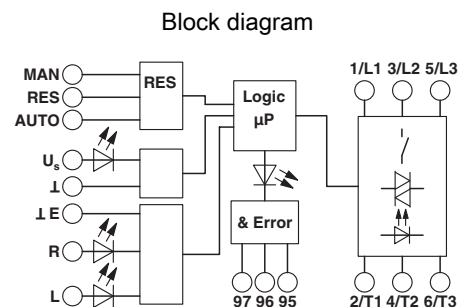 Block diagram
1/L1 3/L2 5/L3
MAN
RES
AUTO
RES
Logic
µP
Us
⊥
⊥ E
R
L
& Error
97 96 95
2/T1 4/T2 6/T3